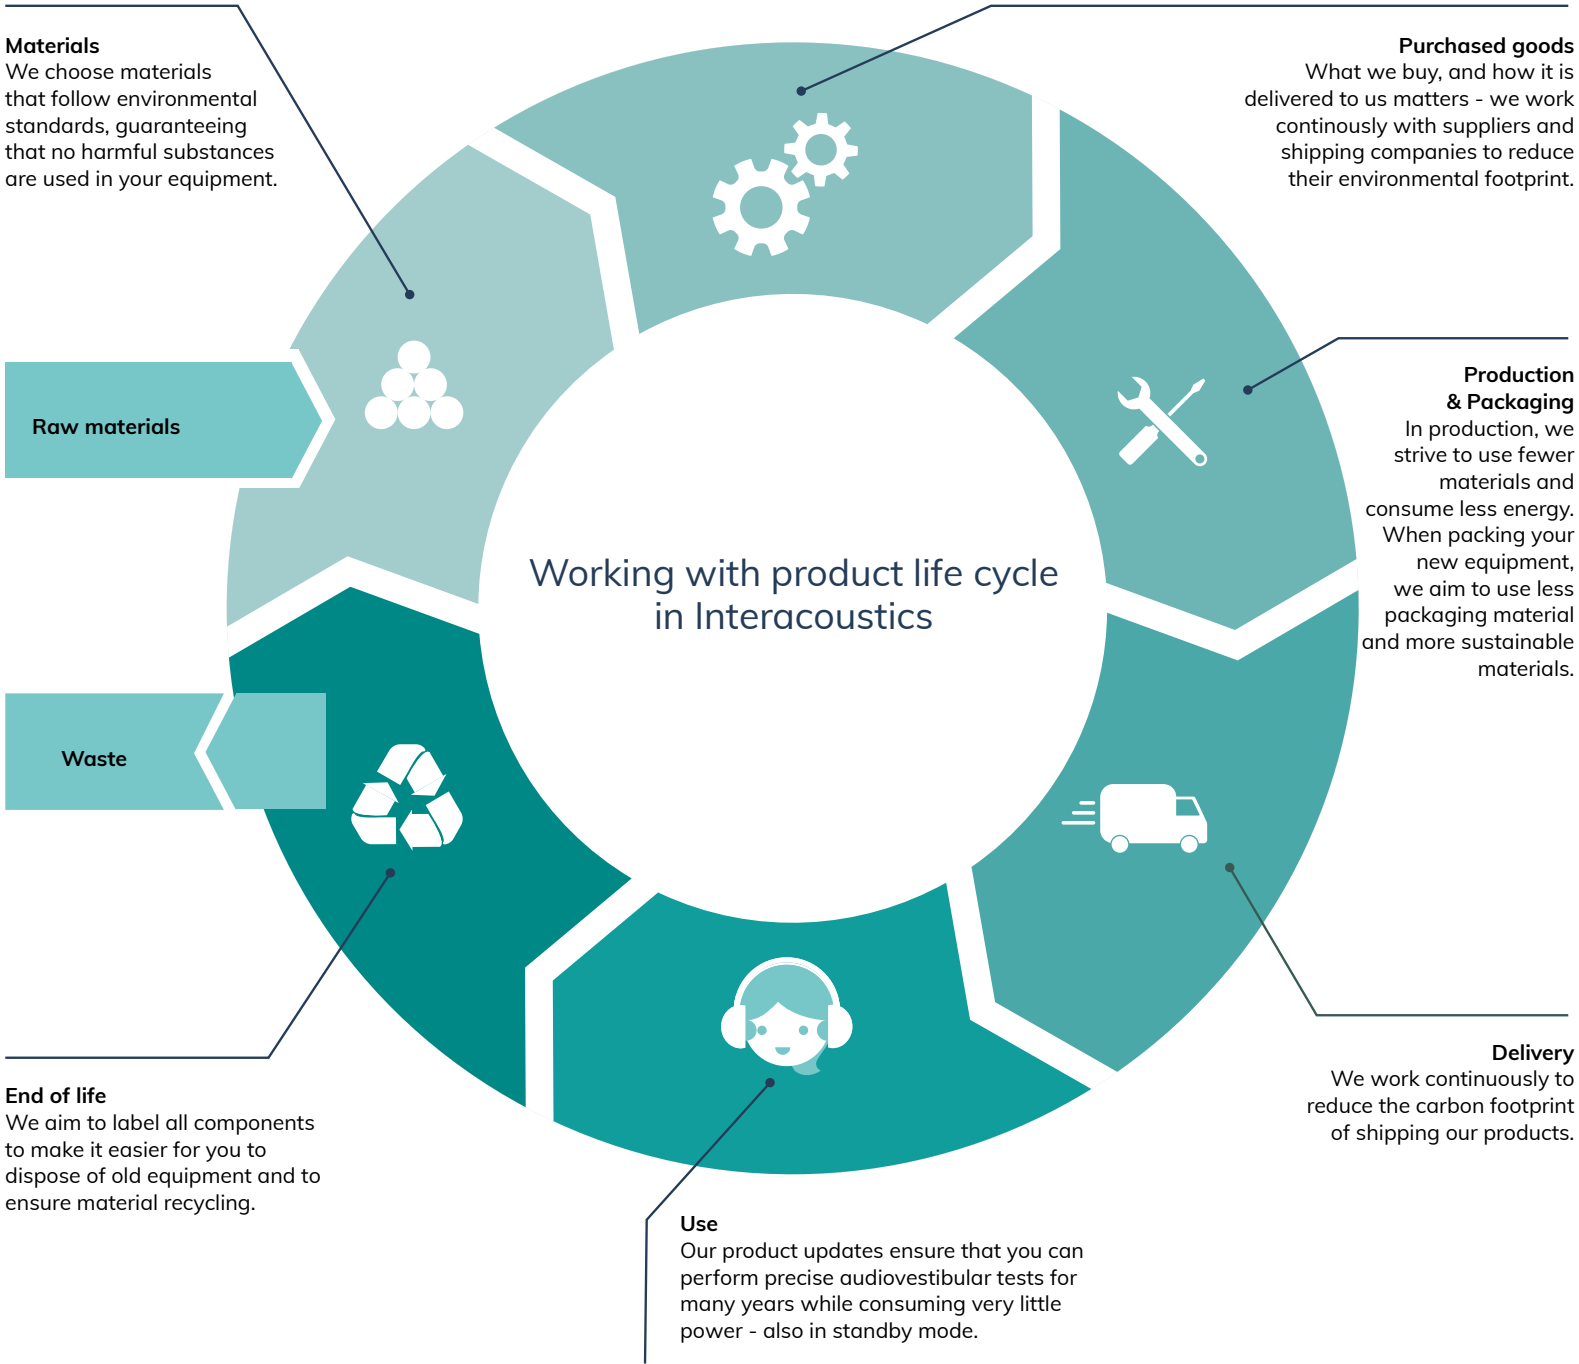 Materials
We choose materials
that follow environmental
standards, guaranteeing
that no harmful substances
are used in your equipment.
Purchased goods
What we buy, and how it is
delivered to us matters - we work
continously with suppliers and
shipping companies to reduce
their environmental footprint.
Raw materials
Production
& Packaging
In production, we
strive to use fewer
materials and
consume less energy.
When packing your
new equipment,
we aim to use less
packaging material
and more sustainable
materials.
Working with product life cycle
in Interacoustics
Waste
Delivery
We work continuously to
reduce the carbon footprint
of shipping our products.
End of life
We aim to label all components
to make it easier for you to
dispose of old equipment and to
ensure material recycling.
Use
Our product updates ensure that you can
perform precise audiovestibular tests for
many years while consuming very little
power - also in standby mode.